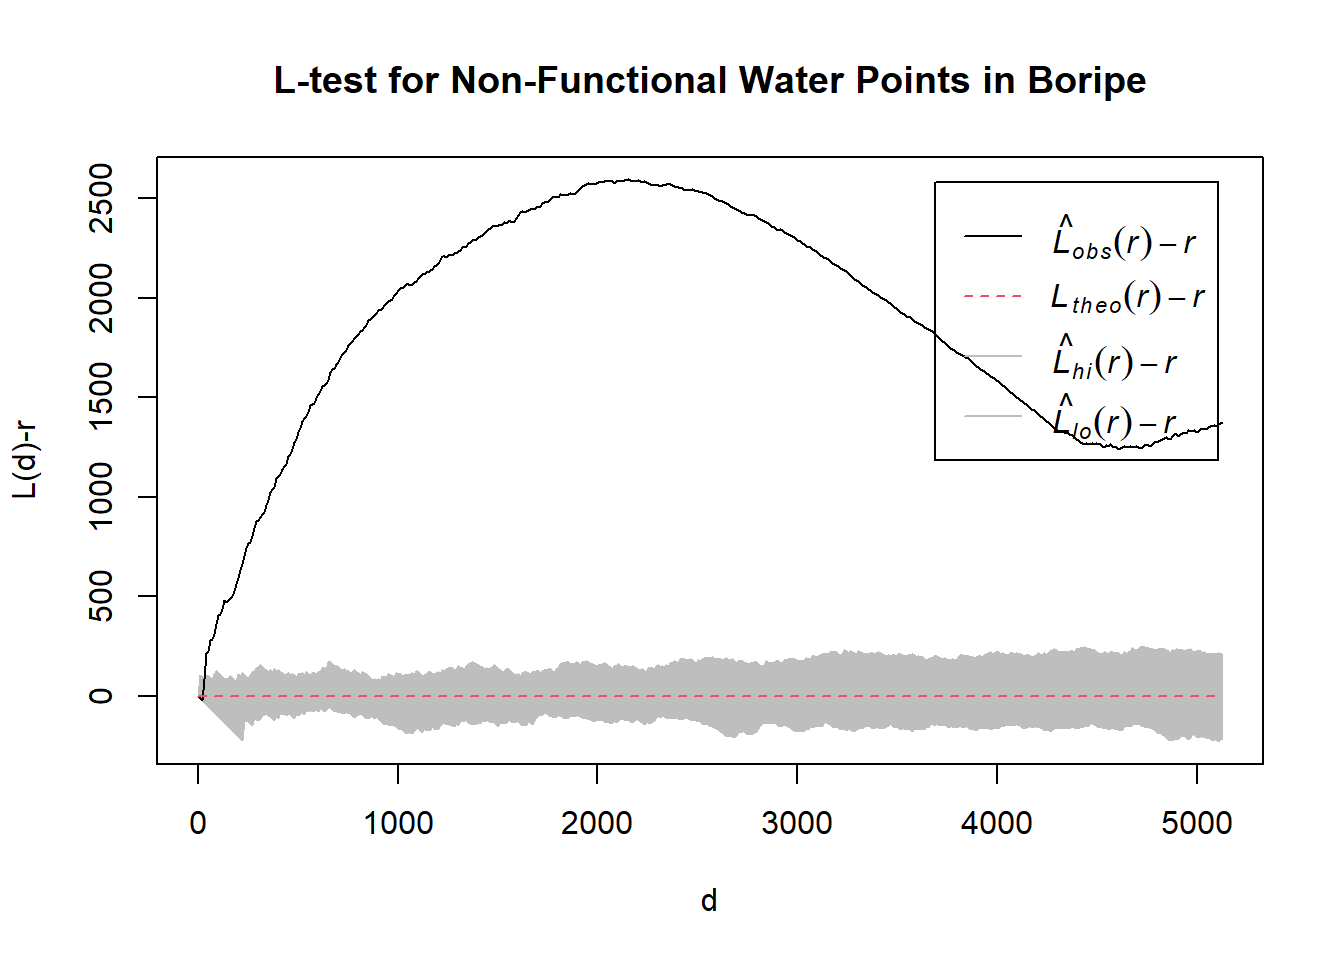 L-test for Non-Functional Water Points in Boripe
L(d)-r
2500
2000
1500
1000
500
0
L̂obs(r) − r
Ltheo(r) − r
L̂hi(r) − r
L̂lo(r) − r
0 1000 2000 3000 4000 5000
d